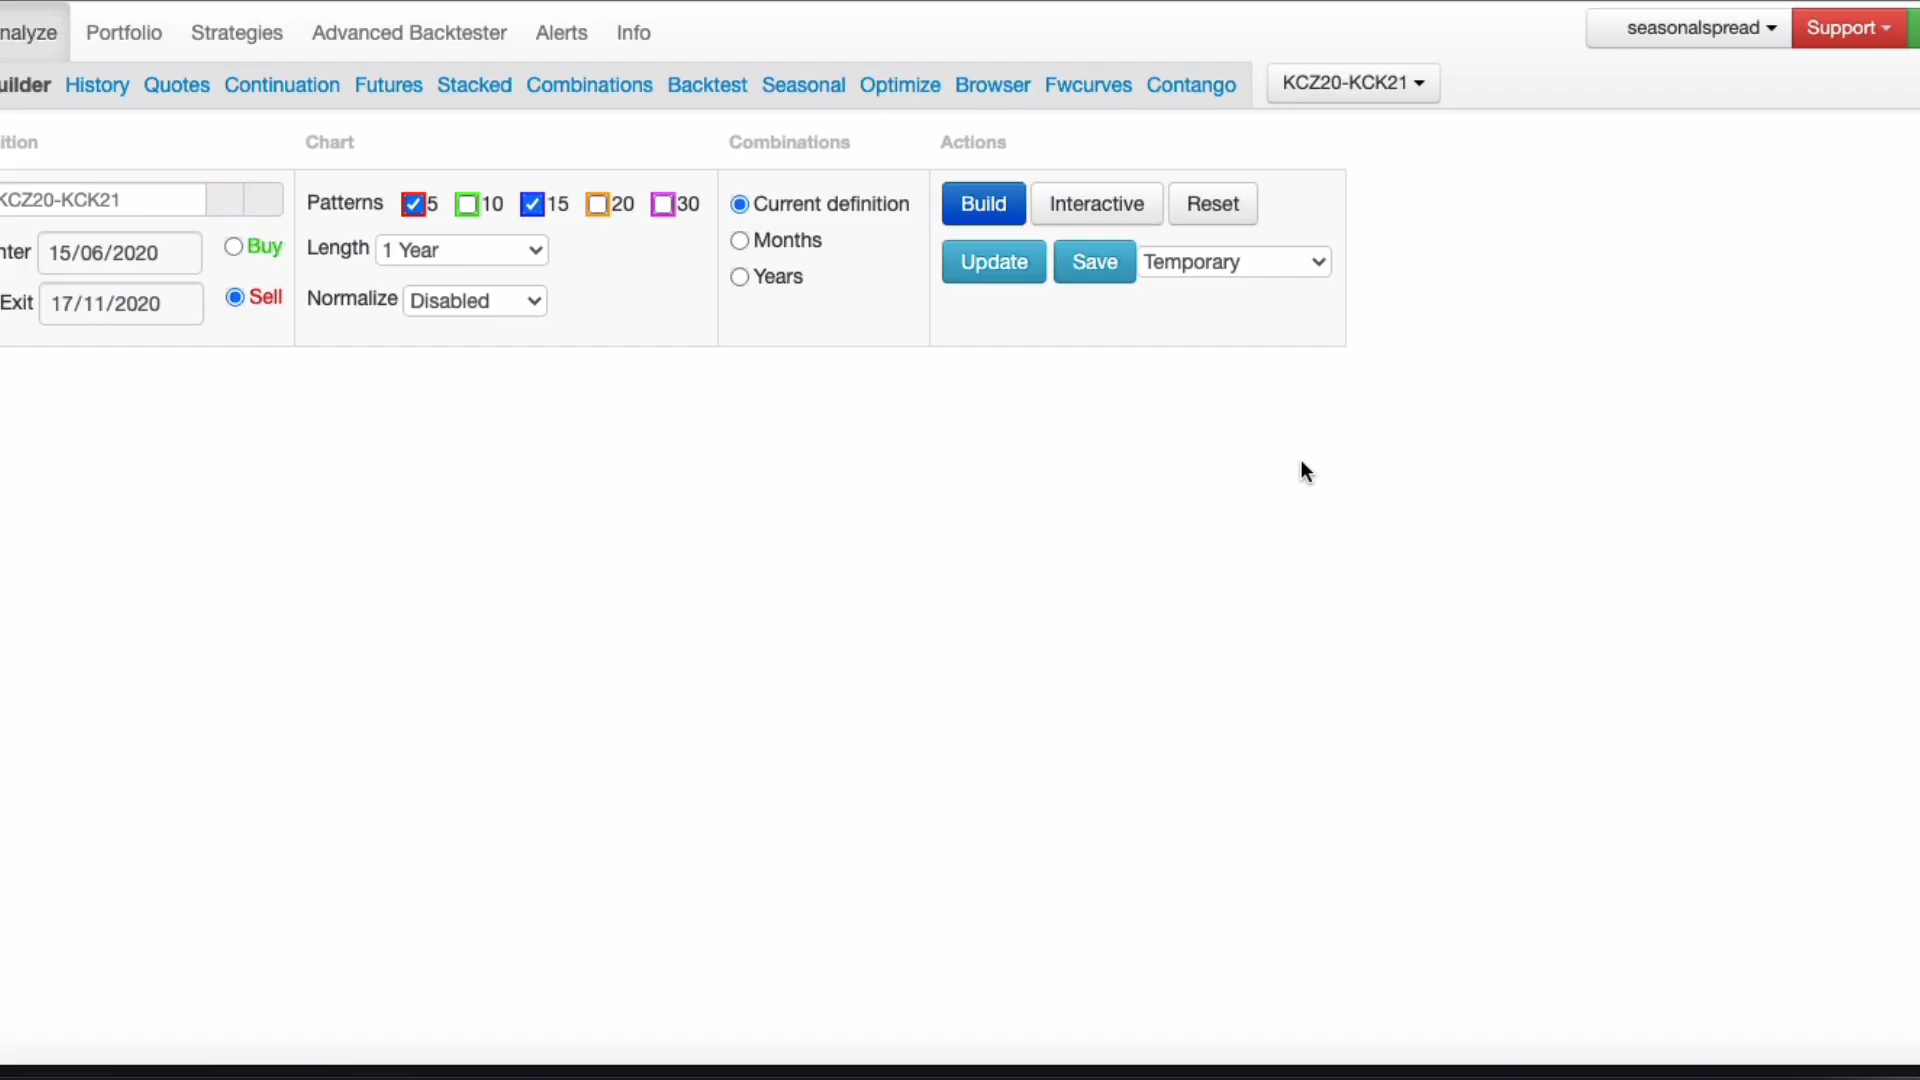 nalyze Portfolio Strategies Advanced Backtester Alerts Info seasonalspread Support
uilder History Quotes Continuation Futures Stacked Combinations Backtest Seasonal Optimize Browser Fwcurves Contango KCZ20-KCK21
ition Chart Combinations Actions
KCZ20-KCK21 Patterns 5 10 15 20 30 Current definition Build Interactive Reset
nter 15/06/2020 Buy Length 1 Year Months Update Save Temporary
Exit 17/11/2020 Sell Normalize Disabled Years